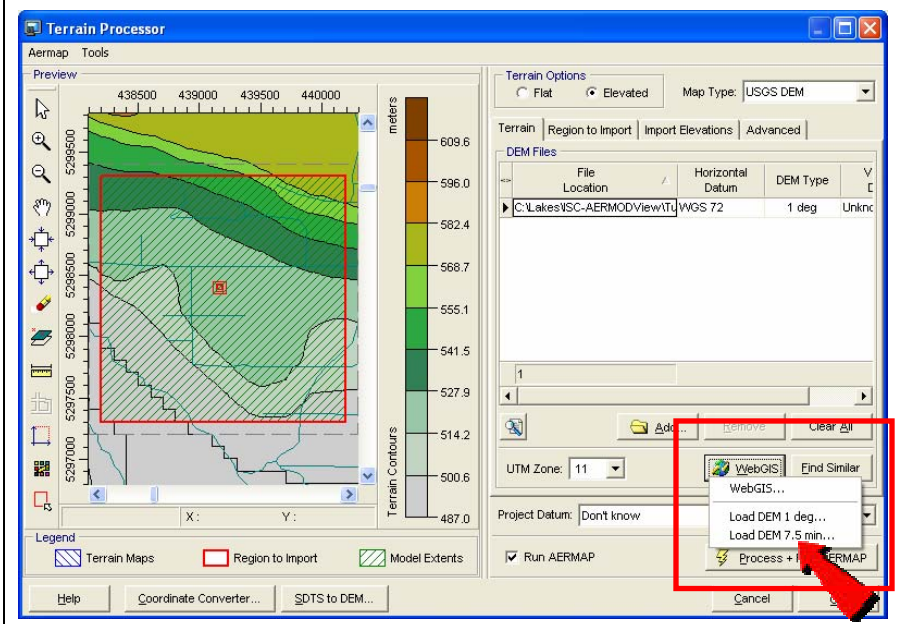 Terrain Processor
Aermap Tools
Preview
438500 439000 439500 440000
5299500
5299000
5298500
5298000
5297500
5297000
X: Y:
meters
609.6
596.0
582.4
568.7
555.1
541.5
527.9
514.2
500.6
487.0
Terrain Contours
Legend
Terrain Maps Region to Import Model Extents
Terrain Options
Flat Elevated Map Type: USGS DEM
Terrain Region to Import Import Elevations Advanced
DEM Files
File Location Horizontal Datum DEM Type V
C:\Lakes\ISC-AERMODView\Tu WGS 72 1 deg Unkno
1
Add... Remove Clear All
UTM Zone: 11 WebGIS Find Similar
WebGIS...
Load DEM 1 deg...
Load DEM 7.5 min...
Project Datum: Don't know
Run AERMAP Process + ERMAP
Help Coordinate Converter... SDTS to DEM... Cancel